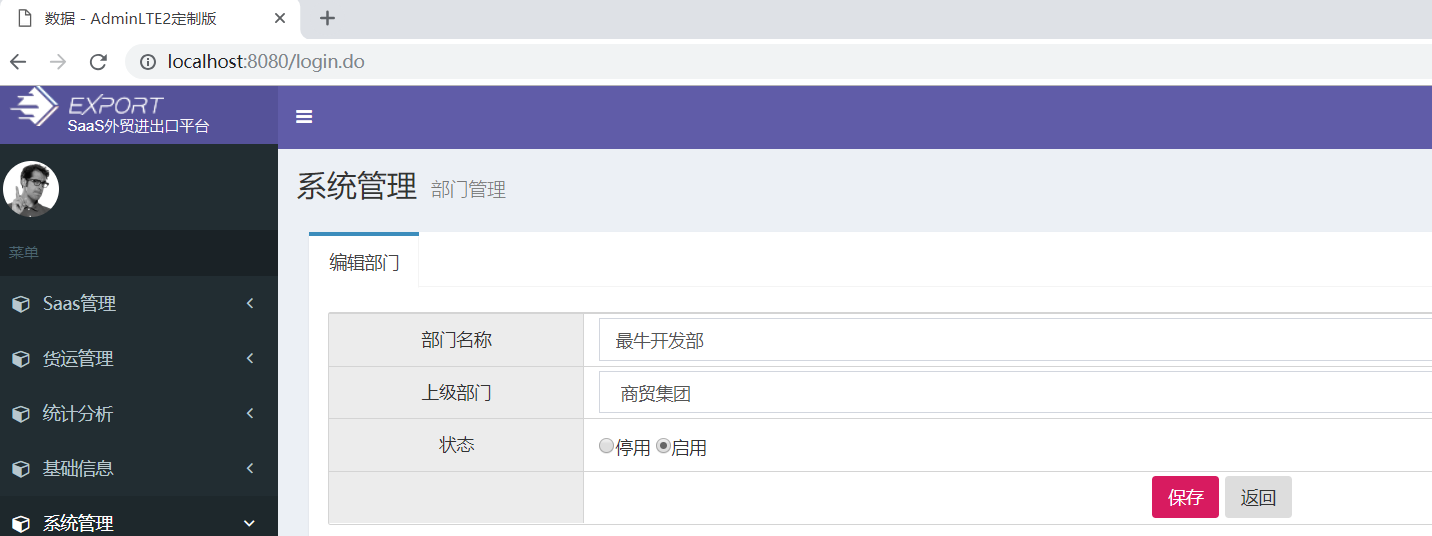 数据 - AdminLTE2定制版
localhost:8080/login.do
EXPORT
SaaS外贸进出口平台
系统管理 部门管理
菜单
编辑部门
Saas管理
部门名称 最牛开发部
货运管理
上级部门 商贸集团
统计分析
状态 停用 启用
基础信息
保存 返回
系统管理